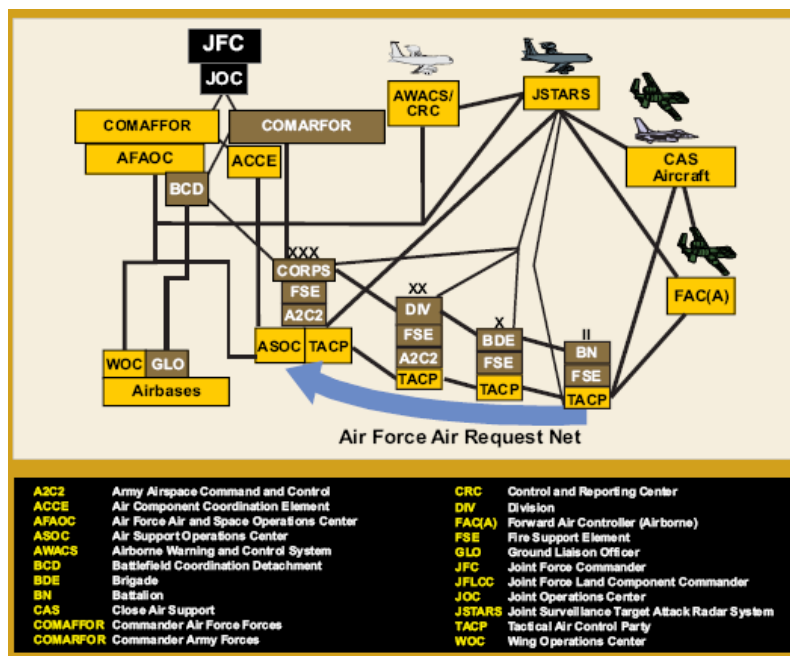 JFC
JOC
AWACS/
CRC
JSTARS
COMAFFOR
COMARFOR
AFAOC
ACCE
CAS
Aircraft
BCD
XXX
CORPS
FSE
A2C2
ASOC TACP
XX
DIV
FSE
A2C2
TACP
X
BDE
FSE
TACP
II
BN
FSE
TACP
FAC(A)
WOC GLO
Airbases
Air Force Air Request Net
A2C2 Army Airspace Command and Control
ACCE Air Component Coordination Element
AFAOC Air Force Air and Space Operations Center
ASOC Air Support Operations Center
AWACS Airborne Warning and Control System
BCD Battlefield Coordination Detachment
BDE Brigade
BN Battalion
CAS Close Air Support
COMAFFOR Commander Air Force Forces
COMARFOR Commander Army Forces
CRC Control and Reporting Center
DIV Division
FAC(A) Forward Air Controller (Airborne)
FSE Fire Support Element
GLO Ground Liaison Officer
JFC Joint Force Commander
JFLCC Joint Force Land Component Commander
JOC Joint Operations Center
JSTARS Joint Surveillance Target Attack Radar System
TACP Tactical Air Control Party
WOC Wing Operations Center